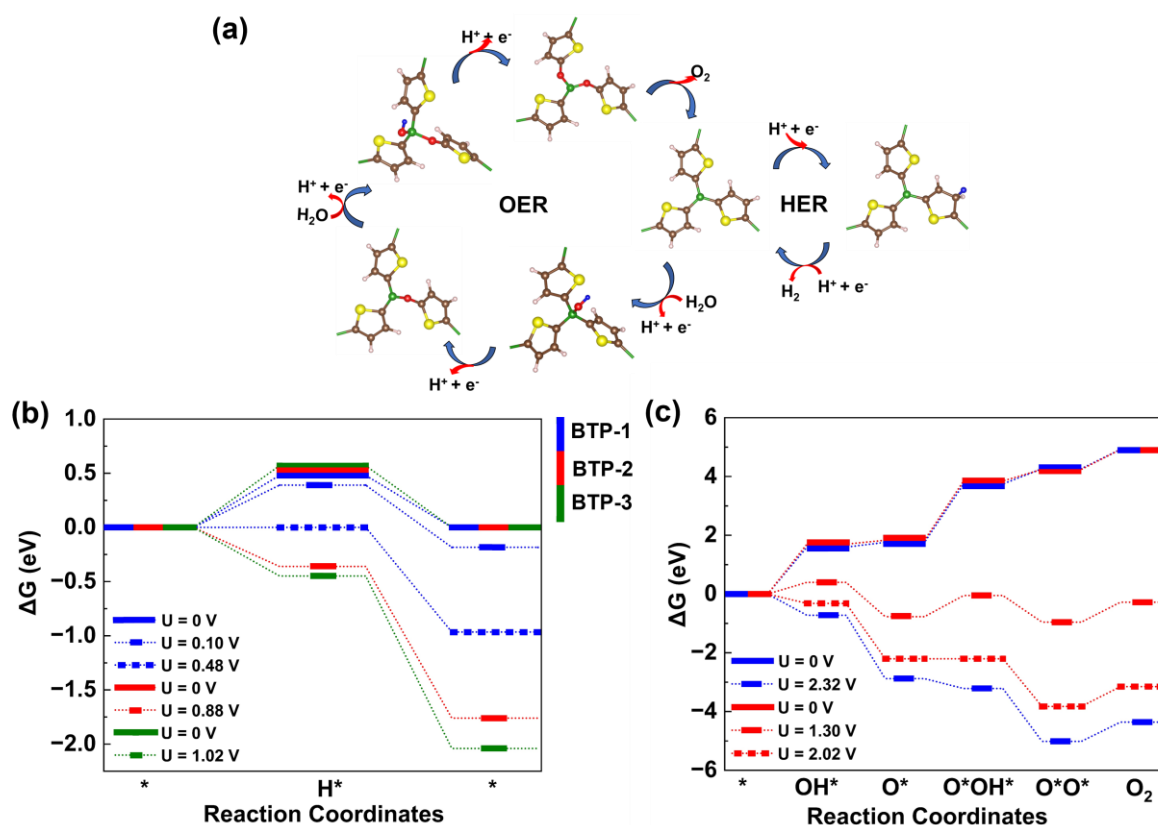 (a)
H⁺ + e⁻
O₂
H⁺ + e⁻
H⁺ + e⁻
H₂O
OER
HER
H₂O
H⁺ + e⁻
H₂
H⁺ + e⁻
H⁺ + e⁻
(b)
1.0
0.5
0.0
-0.5
-1.0
-1.5
-2.0
ΔG (eV)
BTP-1
BTP-2
BTP-3
U = 0 V
U = 0.10 V
U = 0.48 V
U = 0 V
U = 0.88 V
U = 0 V
U = 1.02 V
* H* *
Reaction Coordinates
(c)
6
4
2
0
−2
−4
−6
ΔG (eV)
U = 0 V
U = 2.32 V
U = 0 V
U = 1.30 V
U = 2.02 V
* OH* O* O*OH* O*O* O₂
Reaction Coordinates